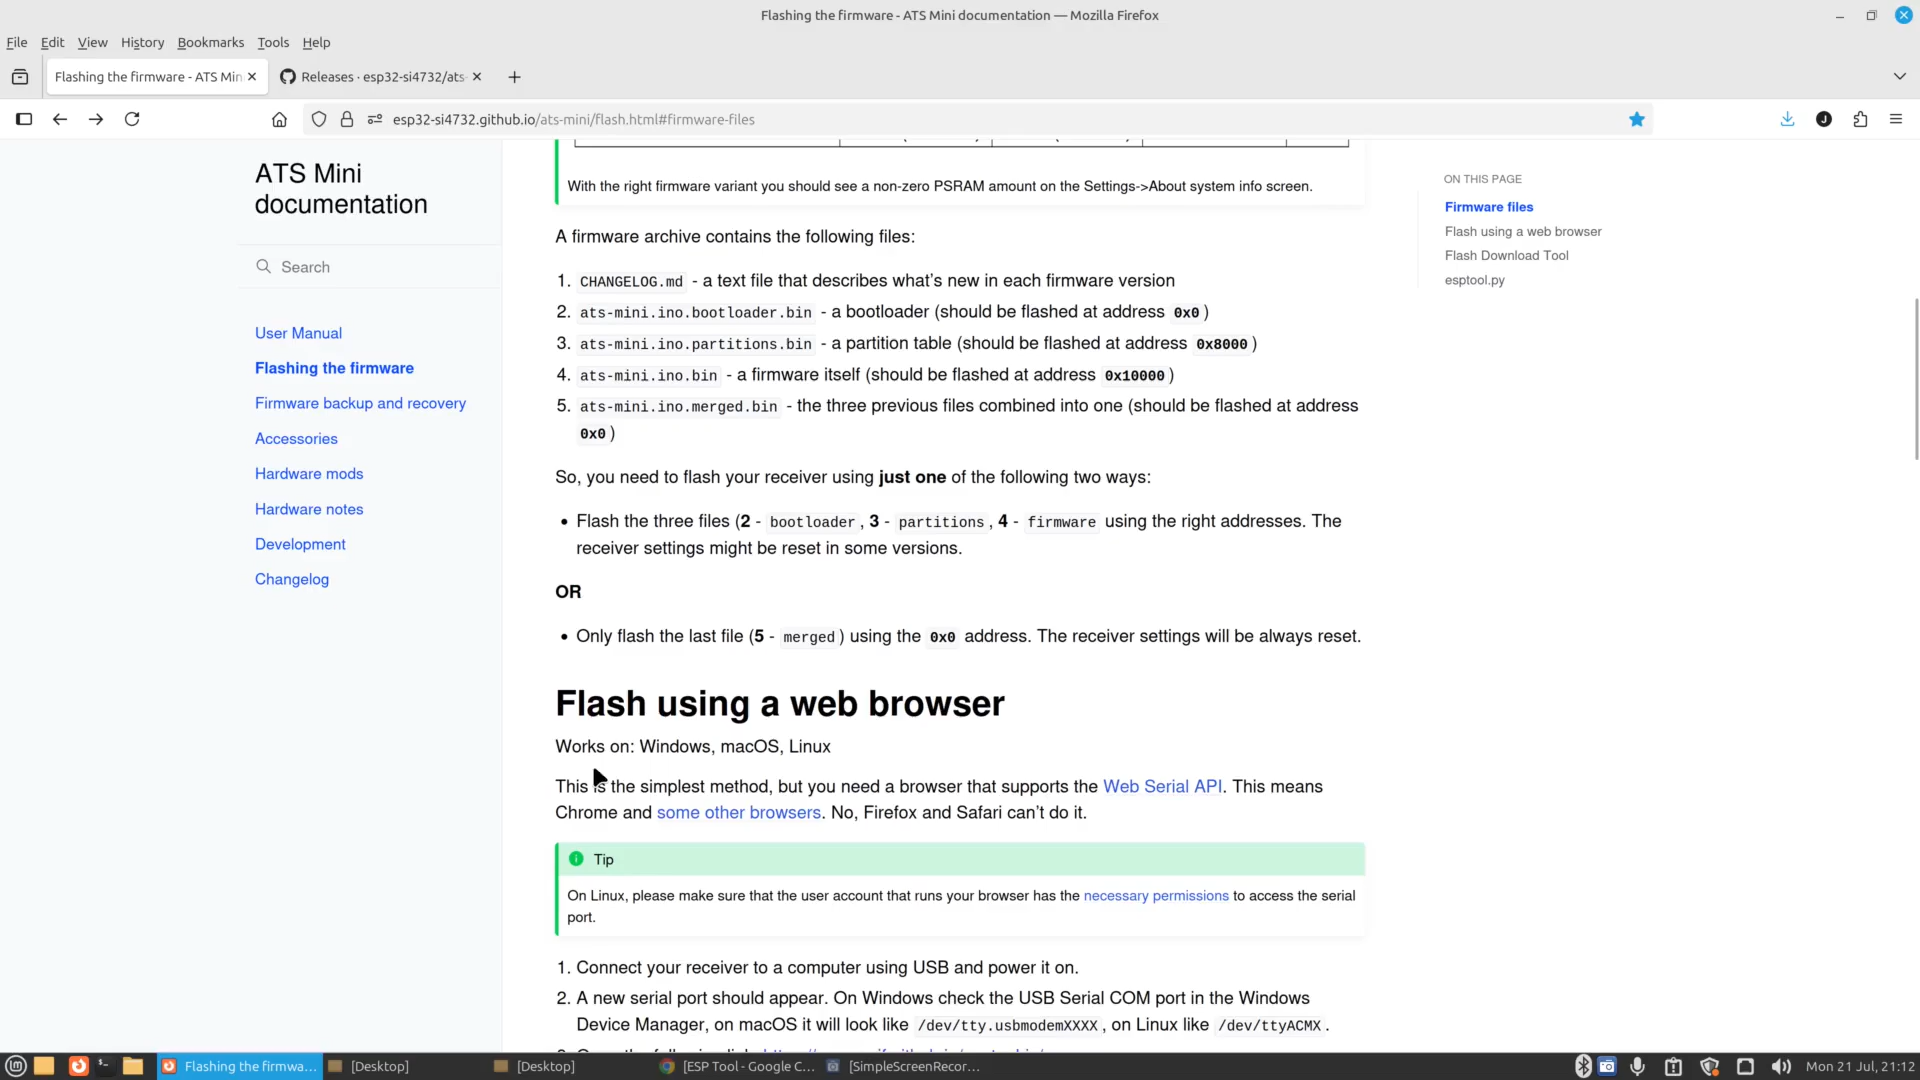 Flashing the firmware - ATS Mini documentation — Mozilla Firefox
File Edit View History Bookmarks Tools Help
Flashing the firmware - ATS Min
Releases · esp32-si4732/ats-
esp32-si4732.github.io/ats-mini/flash.html#firmware-files
ATS Mini
documentation
Search
User Manual
Flashing the firmware
Firmware backup and recovery
Accessories
Hardware mods
Hardware notes
Development
Changelog
With the right firmware variant you should see a non-zero PSRAM amount on the Settings->About system info screen.
A firmware archive contains the following files:
1. CHANGELOG.md - a text file that describes what’s new in each firmware version
2. ats-mini.ino.bootloader.bin - a bootloader (should be flashed at address 0x0)
3. ats-mini.ino.partitions.bin - a partition table (should be flashed at address 0x8000)
4. ats-mini.ino.bin - a firmware itself (should be flashed at address 0x10000)
5. ats-mini.ino.merged.bin - the three previous files combined into one (should be flashed at address
0x0)
So, you need to flash your receiver using just one of the following two ways:
• Flash the three files (2 - bootloader, 3 - partitions, 4 - firmware using the right addresses. The
receiver settings might be reset in some versions.
OR
• Only flash the last file (5 - merged) using the 0x0 address. The receiver settings will be always reset.
Flash using a web browser
Works on: Windows, macOS, Linux
This is the simplest method, but you need a browser that supports the Web Serial API. This means
Chrome and some other browsers. No, Firefox and Safari can’t do it.
Tip
On Linux, please make sure that the user account that runs your browser has the necessary permissions to access the serial
port.
1. Connect your receiver to a computer using USB and power it on.
2. A new serial port should appear. On Windows check the USB Serial COM port in the Windows
Device Manager, on macOS it will look like /dev/tty.usbmodemXXXX, on Linux like /dev/ttyACMX.
ON THIS PAGE
Firmware files
Flash using a web browser
Flash Download Tool
esptool.py
Flashing the firmwa...
[Desktop]
[Desktop]
[ESP Tool - Google C...
[SimpleScreenRecor...
Mon 21 Jul, 21:12